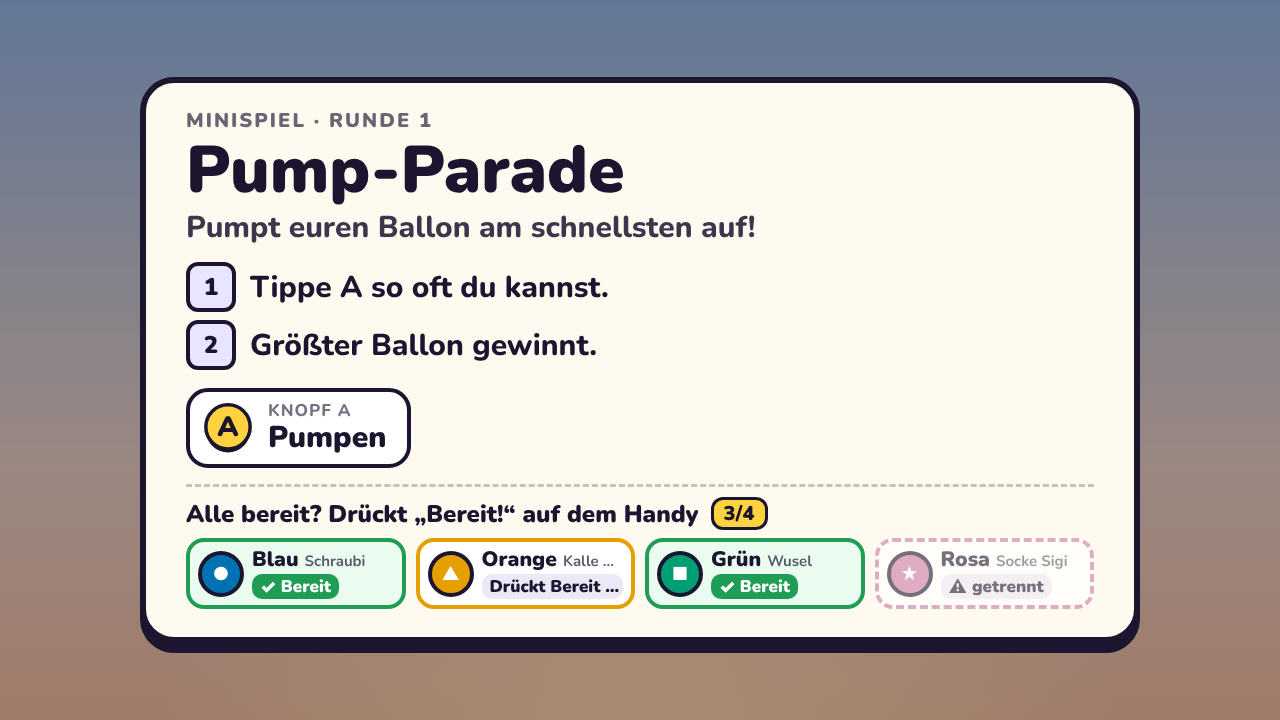 MINISPIEL · RUNDE 1
Pump-Parade
Pumpt euren Ballon am schnellsten auf!
1 Tippe A so oft du kannst.
2 Größter Ballon gewinnt.
A KNOPF A
Pumpen
Alle bereit? Drückt „Bereit!“ auf dem Handy 3/4
Blau Schraubi
✓ Bereit
Orange Kalle ...
Drückt Bereit ...
Grün Wusel
✓ Bereit
Rosa Socke Sigi
⚠ getrennt